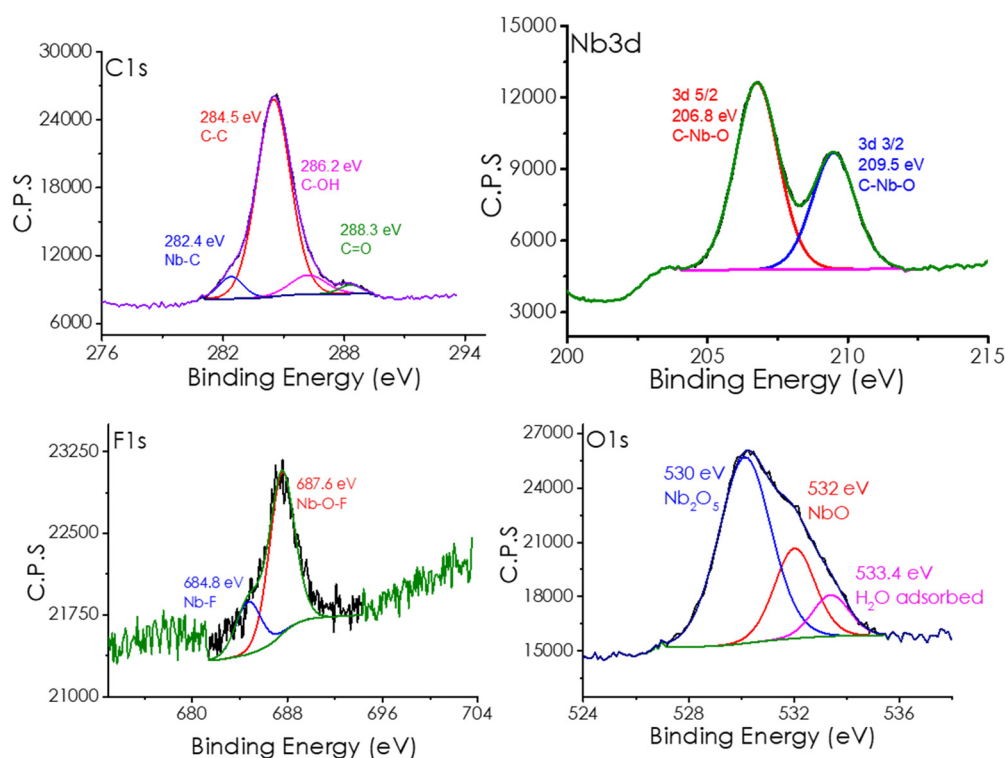 C1s
30000
24000
18000
12000
6000
C.P.S
284.5 eV
C-C
286.2 eV
C-OH
288.3 eV
C=O
282.4 eV
Nb-C
276
282
288
294
Binding Energy (eV)
Nb3d
15000
12000
9000
6000
3000
C.P.S
3d 5/2
206.8 eV
C-Nb-O
3d 3/2
209.5 eV
C-Nb-O
200
205
210
215
Binding Energy (eV)
F1s
23250
22500
21750
21000
C.P.S
687.6 eV
Nb-O-F
684.8 eV
Nb-F
680
688
696
704
Binding Energy (eV)
O1s
27000
24000
21000
18000
15000
C.P.S
530 eV
Nb₂O₅
532 eV
NbO
533.4 eV
H₂O adsorbed
524
528
532
536
Binding Energy (eV)